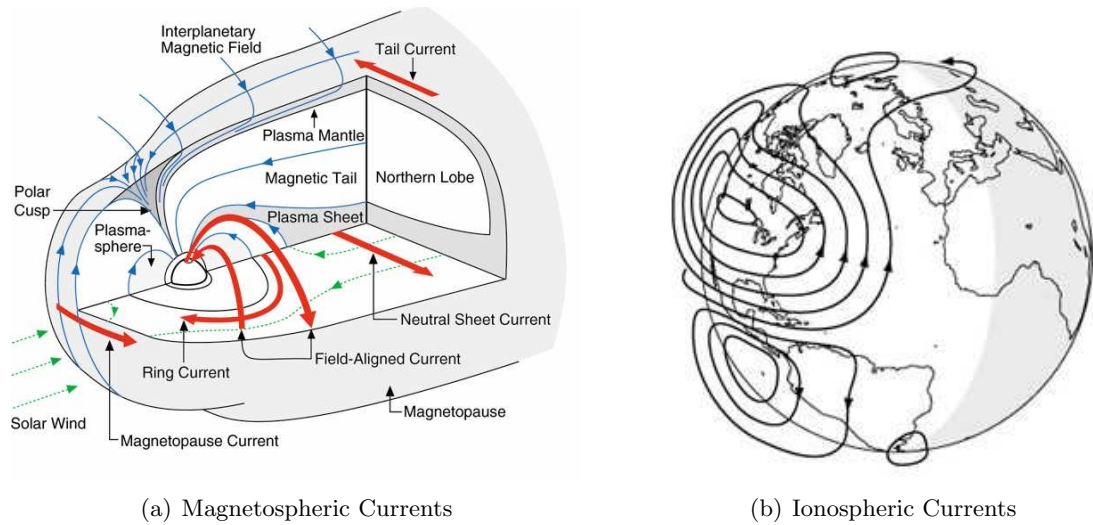 Interplanetary
Magnetic Field
Tail Current
Plasma Mantle
Magnetic Tail
Northern Lobe
Polar
Cusp
Plasma-
sphere
Plasma Sheet
Neutral Sheet Current
Field-Aligned Current
Ring Current
Magnetopause
Solar Wind
Magnetopause Current
(a) Magnetospheric Currents
(b) Ionospheric Currents